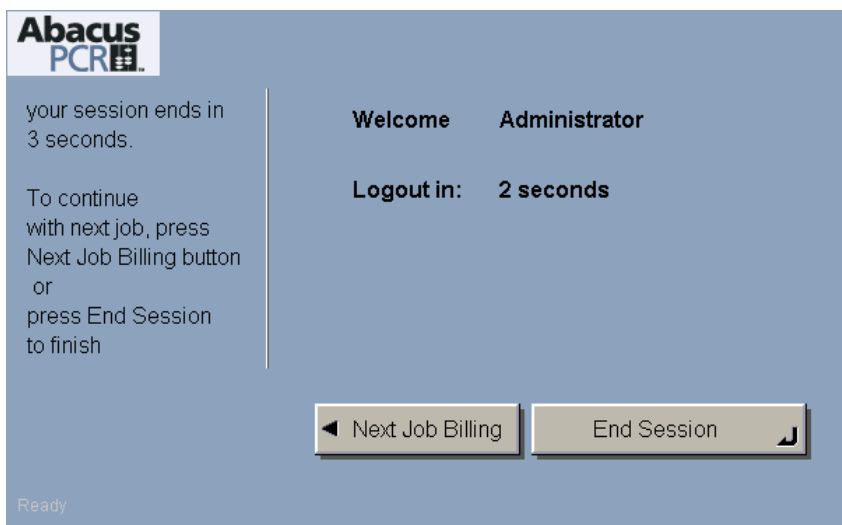 Abacus
PCR
your session ends in
3 seconds.
To continue
with next job, press
Next Job Billing button
or
press End Session
to finish
Welcome Administrator
Logout in: 2 seconds
Next Job Billing
End Session
Ready